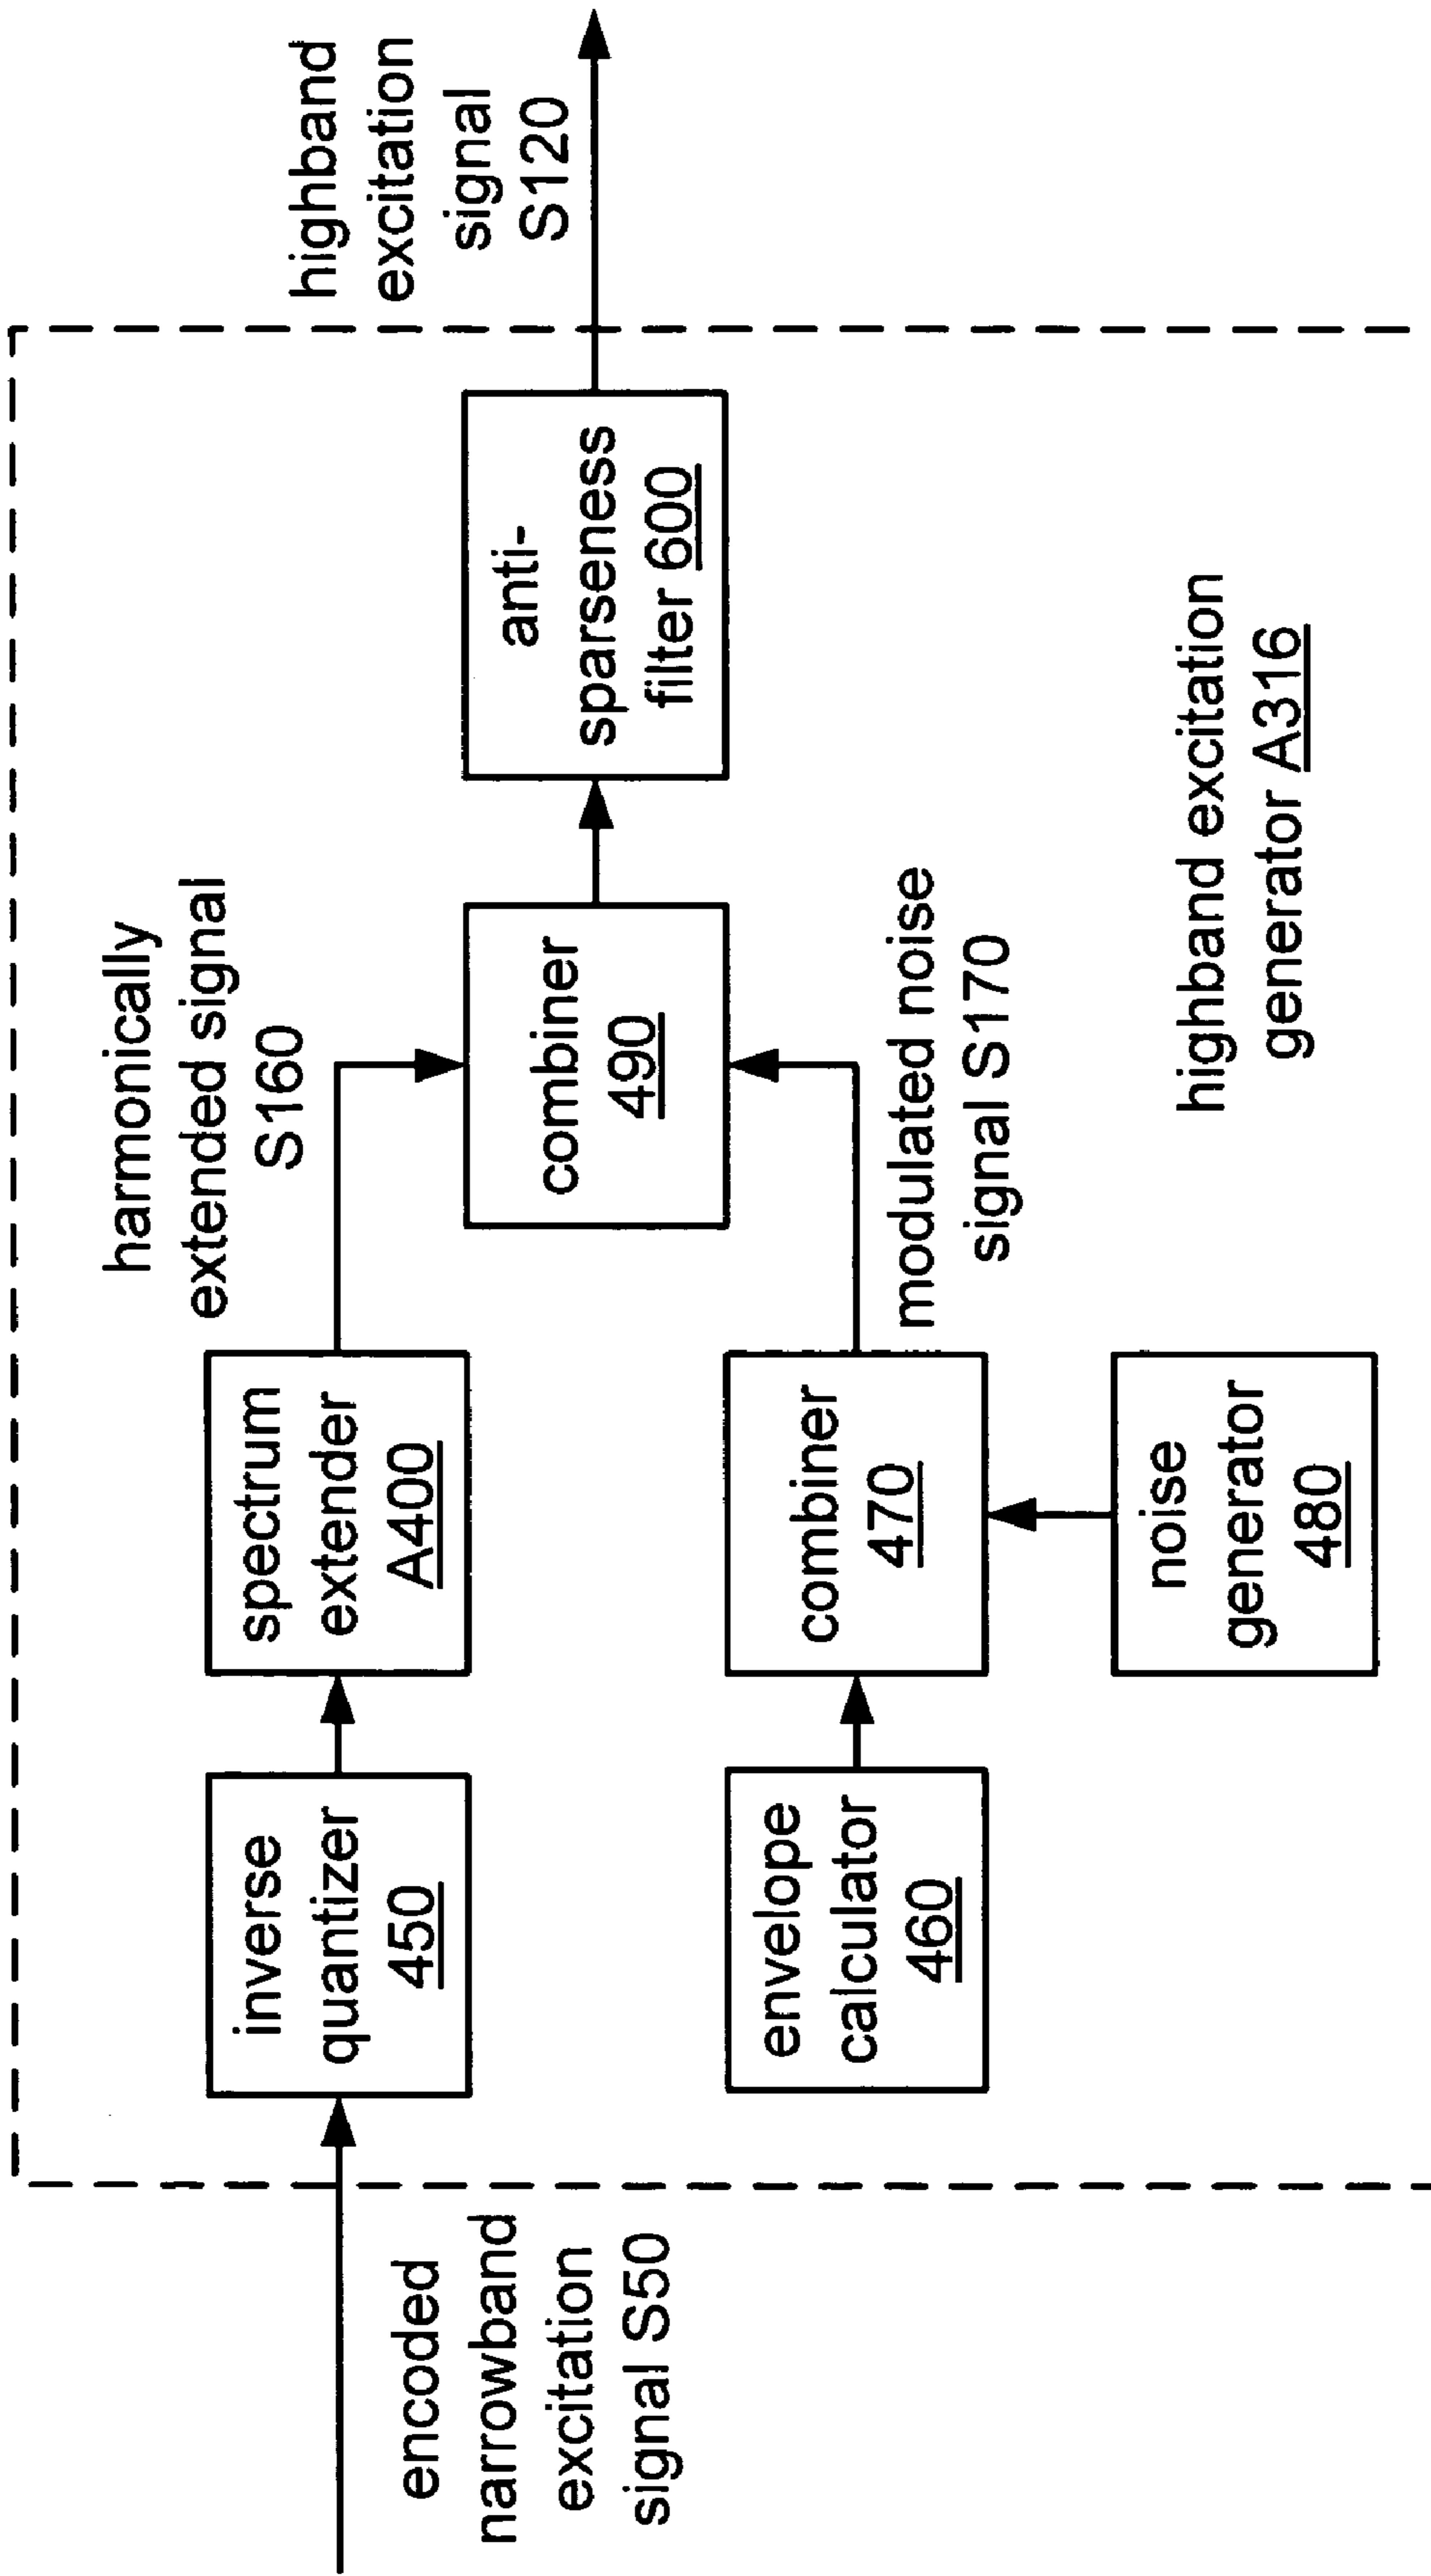 encoded
narrowband
excitation
signal S50
inverse
quantizer
450
spectrum
extender
A400
harmonically
extended signal
S160
envelope
calculator
460
combiner
470
noise
generator
480
modulated noise
signal S170
combiner
490
anti-
sparseness
filter 600
highband
excitation
signal
S120
highband excitation
generator A316